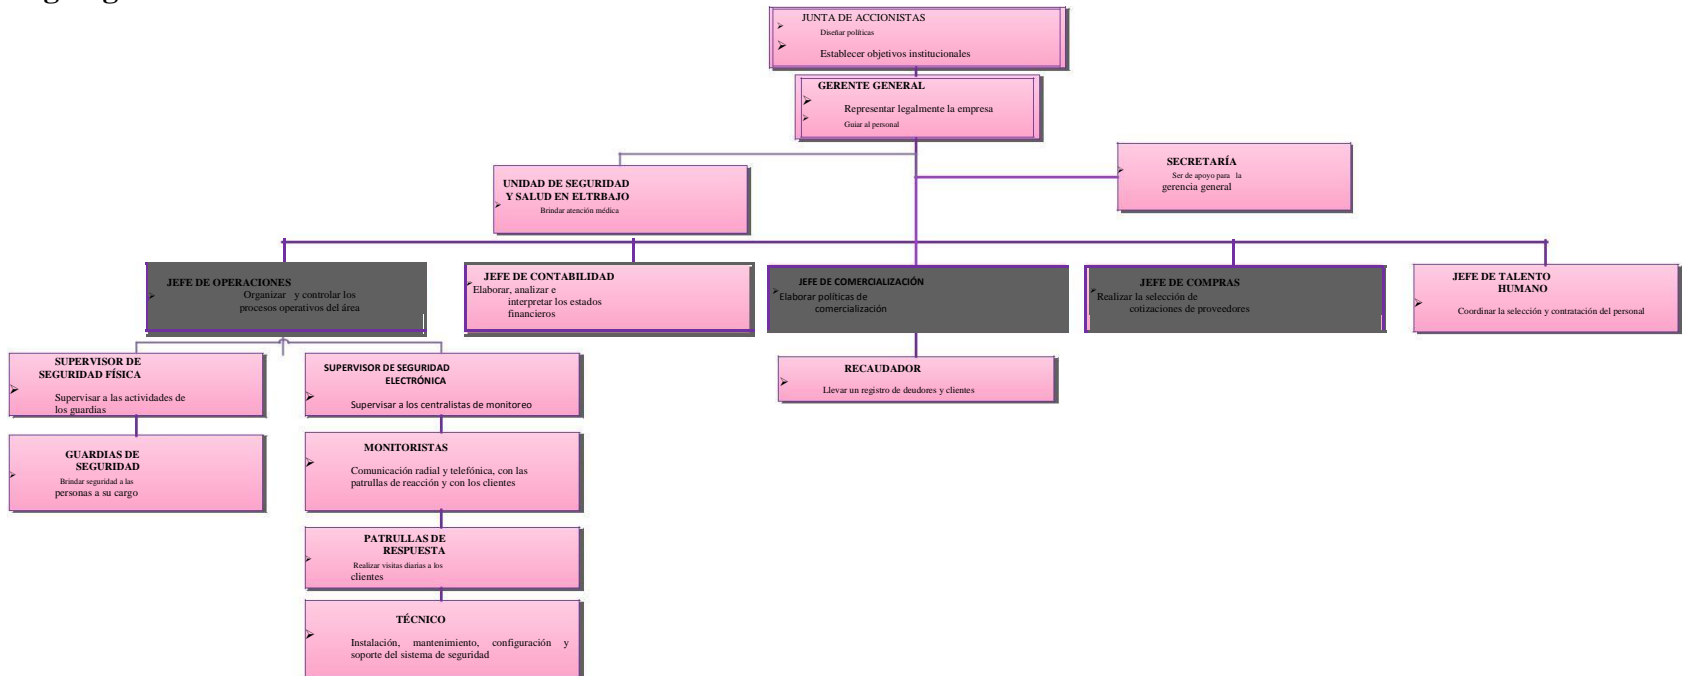 JUNTA DE ACCIONISTAS
Diseñar políticas
Establecer objetivos institucionales
GERENTE GENERAL
Representar legalmente la empresa
Guiar al personal
SECRETARÍA
Ser de apoyo para la
gerencia general
UNIDAD DE SEGURIDAD
Y SALUD EN ELTRBAJO
Brindar atención médica
JEFE DE OPERACIONES
Organizar y controlar los
procesos operativos del área
JEFE DE CONTABILIDAD
Elaborar, analizar e
interpretar los estados
financieros
JEFE DE COMERCIALIZACIÓN
Elaborar políticas de
comercialización
JEFE DE COMPRAS
Realizar la selección de
cotizaciones de proveedores
JEFE DE TALENTO
HUMANO
Coordinar la selección y contratación del personal
SUPERVISOR DE
SEGURIDAD FÍSICA
Supervisar a las actividades de
los guardias
SUPERVISOR DE SEGURIDAD
ELECTRÓNICA
Supervisar a los centralistas de monitoreo
RECAUDADOR
Llevar un registro de deudores y clientes
GUARDIAS DE
SEGURIDAD
Brindar seguridad a las
personas a su cargo
MONITORISTAS
Comunicación radial y telefónica, con las
patrullas de reacción y con los clientes
PATRULLAS DE
RESPUESTA
Realizar visitas diarias a los
clientes
TÉCNICO
Instalación, mantenimiento, configuración y
soporte del sistema de seguridad